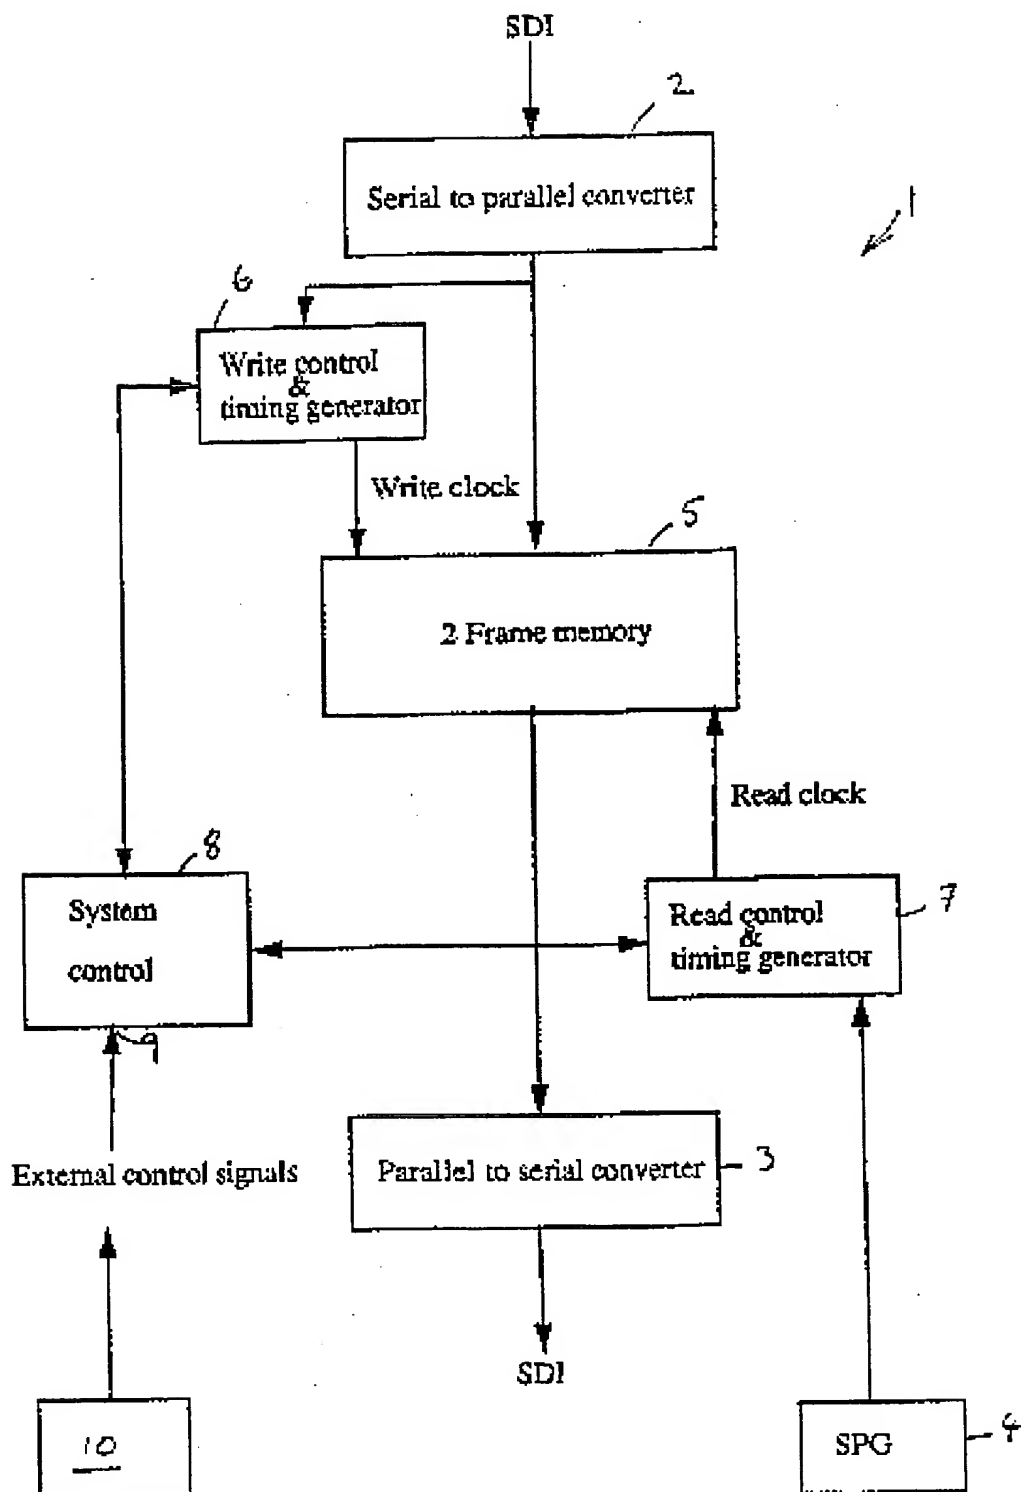 SDI
2
Serial to parallel converter
1
6
Write control
&
timing generator
Write clock
5
2 Frame memory
Read clock
8
System
control
7
Read control
&
timing generator
9
External control signals
Parallel to serial converter
3
SDI
10
SPG
4